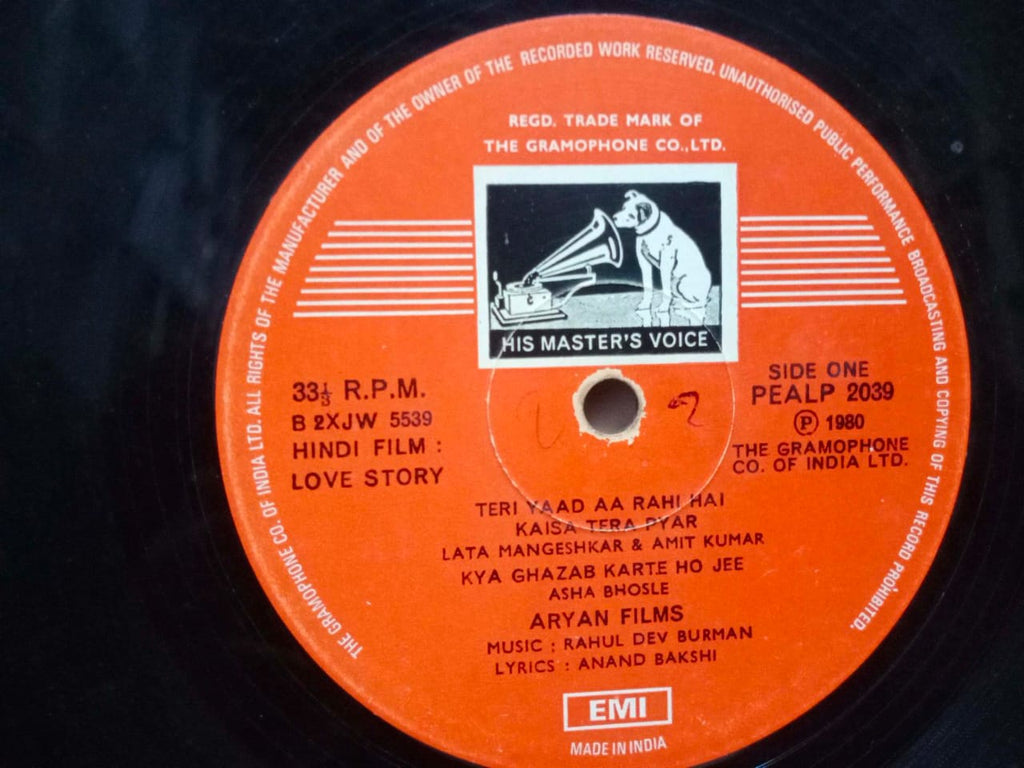 THE GRAMOPHONE CO. OF INDIA LTD. ALL RIGHTS OF THE MANUFACTURER AND OF THE OWNER OF THE RECORDED WORK RESERVED. UNAUTHORISED PUBLIC PERFORMANCE BROADCASTING AND COPYING OF THIS RECORD PROHIBITED.
REGD. TRADE MARK OF
THE GRAMOPHONE CO., LTD.
HIS MASTER'S VOICE
33⅓ R.P.M.
B 2XJW 5539
HINDI FILM :
LOVE STORY
SIDE ONE
PEALP 2039
Ⓟ 1980
THE GRAMOPHONE
CO. OF INDIA LTD.
TERI YAAD AA RAHI HAI
KAISA TERA PYAR
LATA MANGESHKAR & AMIT KUMAR
KYA GHAZAB KARTE HO JEE
ASHA BHOSLE
ARYAN FILMS
MUSIC : RAHUL DEV BURMAN
LYRICS : ANAND BAKSHI
EMI
MADE IN INDIA